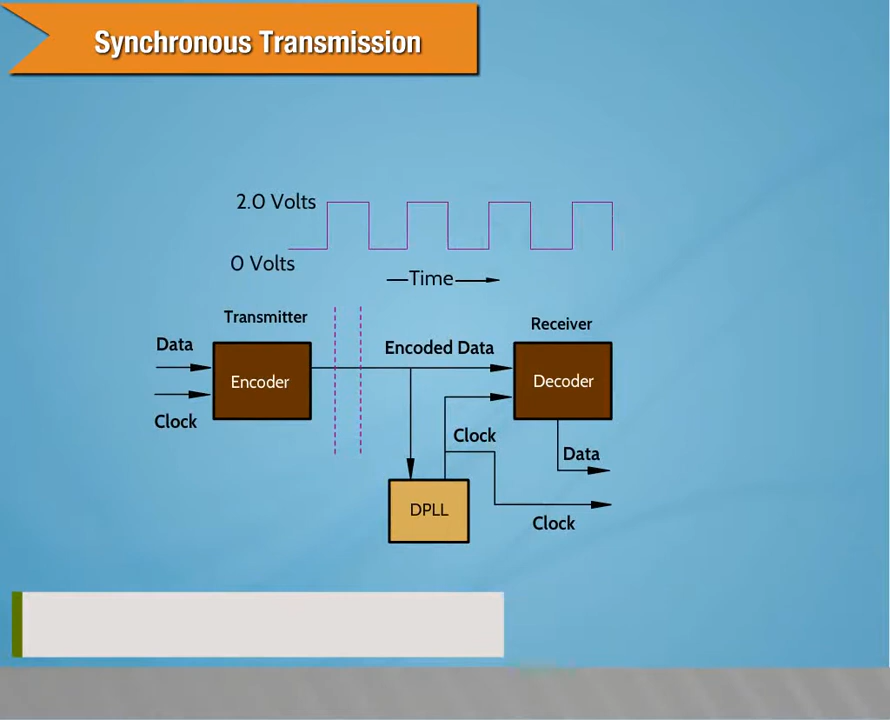 Synchronous Transmission
2.0 Volts
0 Volts
Time
Transmitter
Receiver
Data
Encoded Data
Encoder
Decoder
Clock
Clock
Data
DPLL
Clock